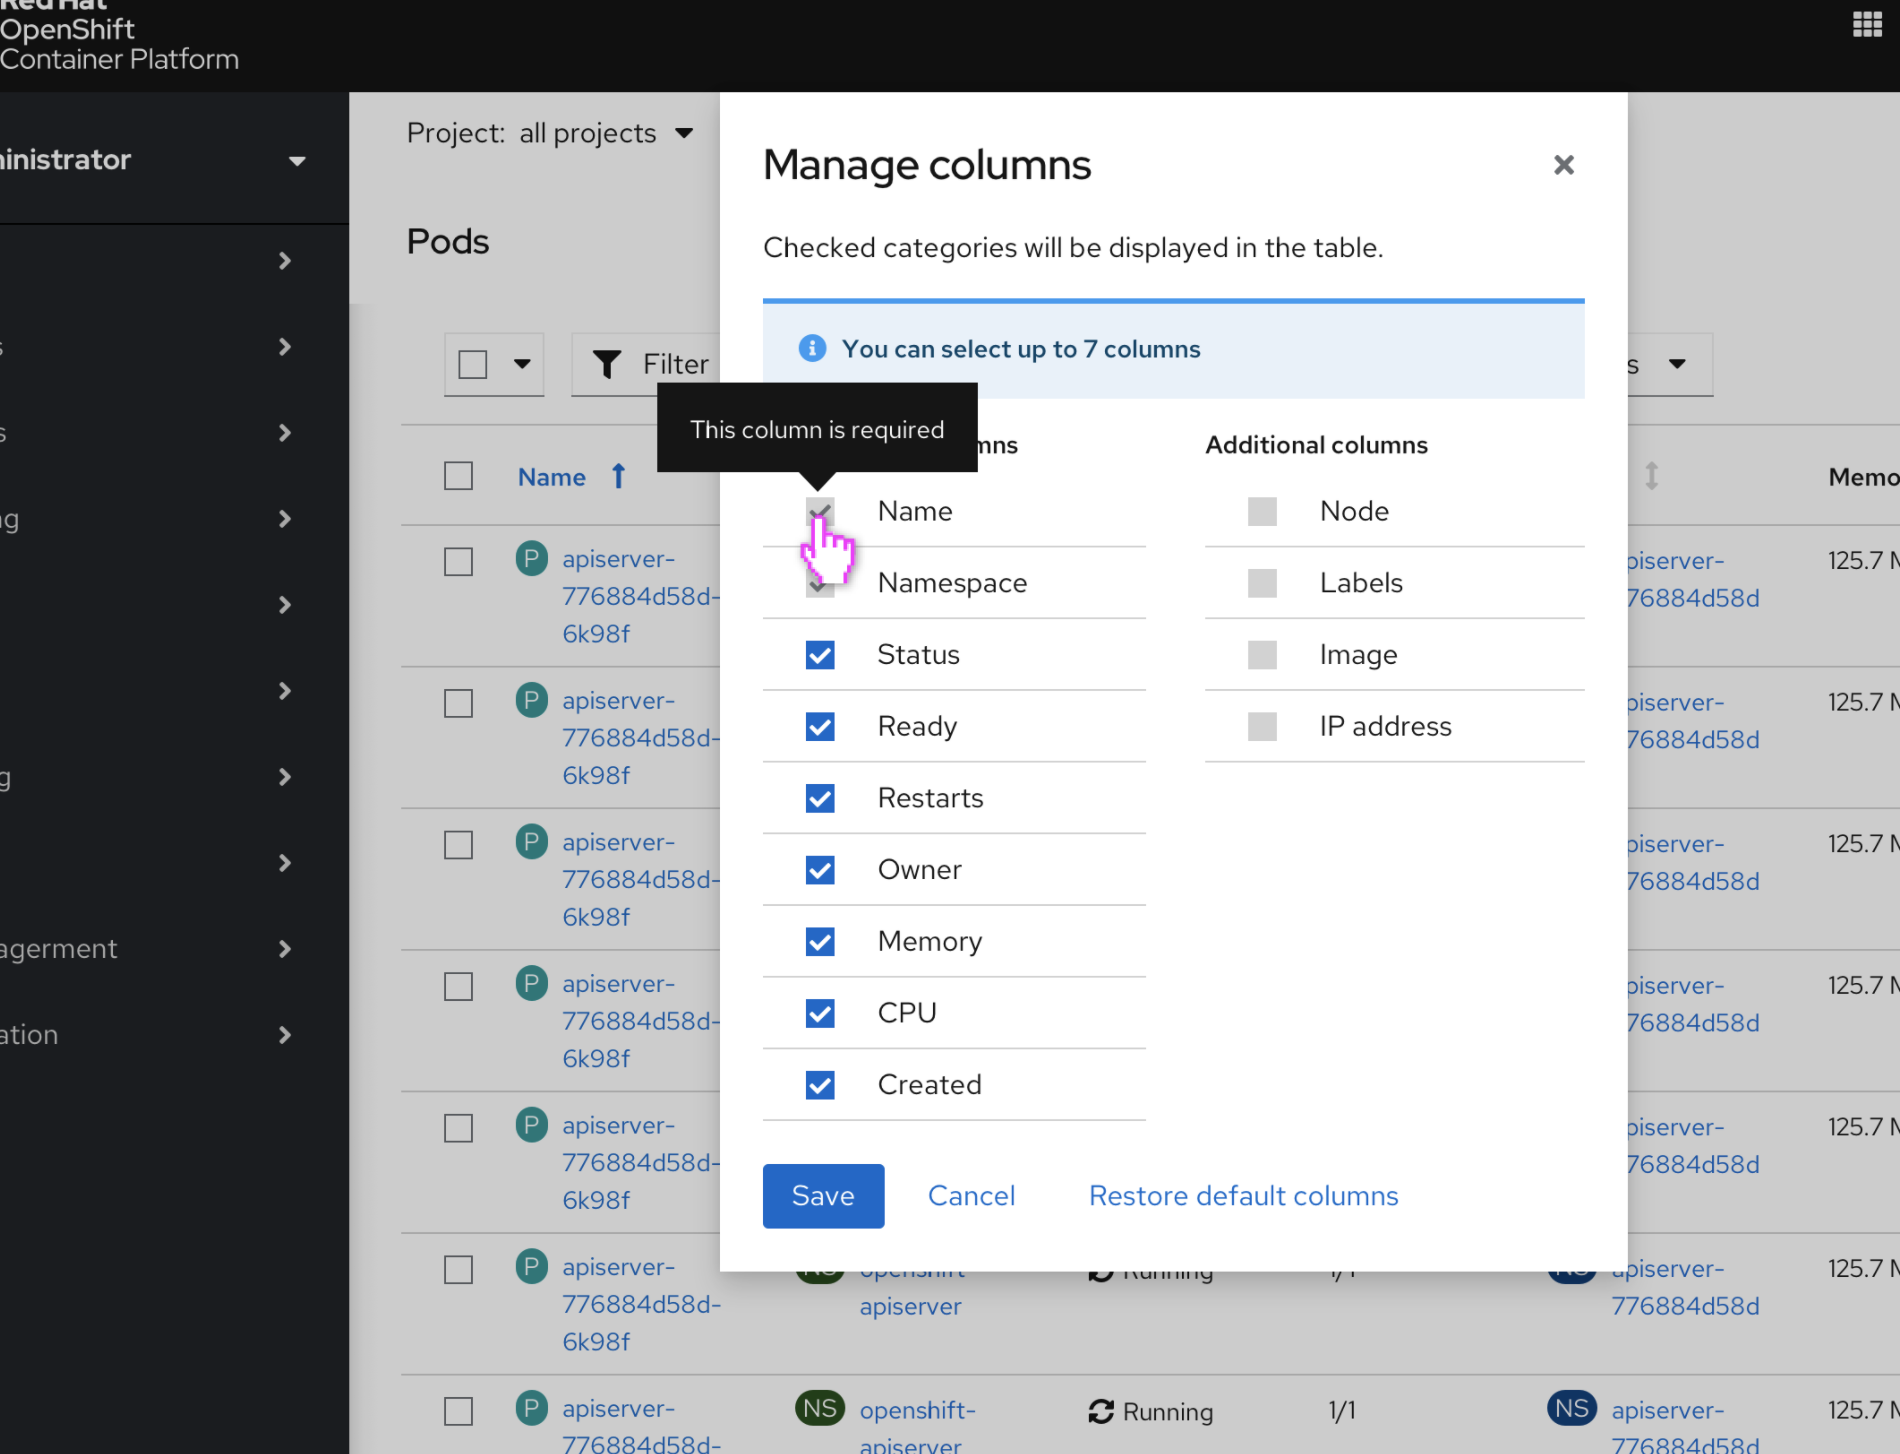 Red Hat
OpenShift
Container Platform
inistrator
Project: all projects
Manage columns
Pods
Checked categories will be displayed in the table.
You can select up to 7 columns
Filter
s
This column is required
mns
Additional columns
Name
Memo
Name
Node
Namespace
Labels
Status
Image
Ready
IP address
Restarts
Owner
Memory
CPU
Created
Save
Cancel
Restore default columns
s
s
ng
g
agerment
ation
P apiserver-
776884d58d-
6k98f
piserver-
76884d58d
125.7 M
P apiserver-
776884d58d-
6k98f
piserver-
76884d58d
125.7 M
P apiserver-
776884d58d-
6k98f
piserver-
76884d58d
125.7 M
P apiserver-
776884d58d-
6k98f
piserver-
76884d58d
125.7 M
P apiserver-
776884d58d-
6k98f
piserver-
76884d58d
125.7 M
P apiserver-
776884d58d-
6k98f
NS openshift-
apiserver
Running
1/1
NS apiserver-
776884d58d
125.7 M
P apiserver-
776884d58d-
NS openshift-
apiserver
Running
1/1
NS apiserver-
776884d58d
125.7 M